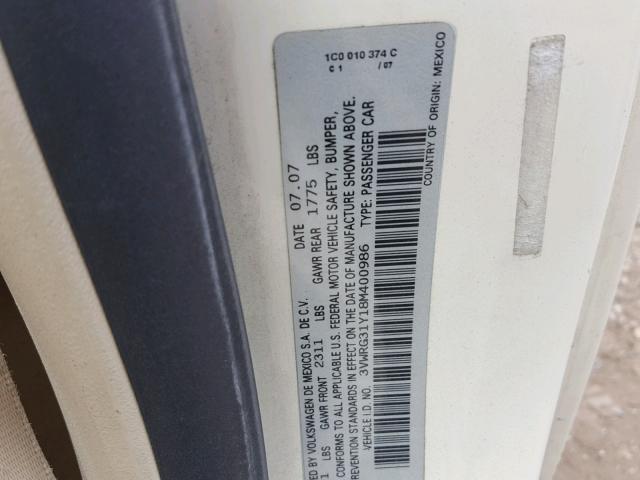 1C0 010 374 C
C 1 /07
ED BY VOLKSWAGEN DE MEXICO S.A. DE C.V. DATE 07.07
1 LBS GAWR FRONT 2311 LBS GAWR REAR 1775 LBS
CONFORMS TO ALL APPLICABLE U.S. FEDERAL MOTOR VEHICLE SAFETY, BUMPER,
PREVENTION STANDARDS IN EFFECT ON THE DATE OF MANUFACTURE SHOWN ABOVE.
VEHICLE I.D. NO. 3VWRG31Y18M400986 TYPE: PASSENGER CAR
COUNTRY OF ORIGIN: MEXICO